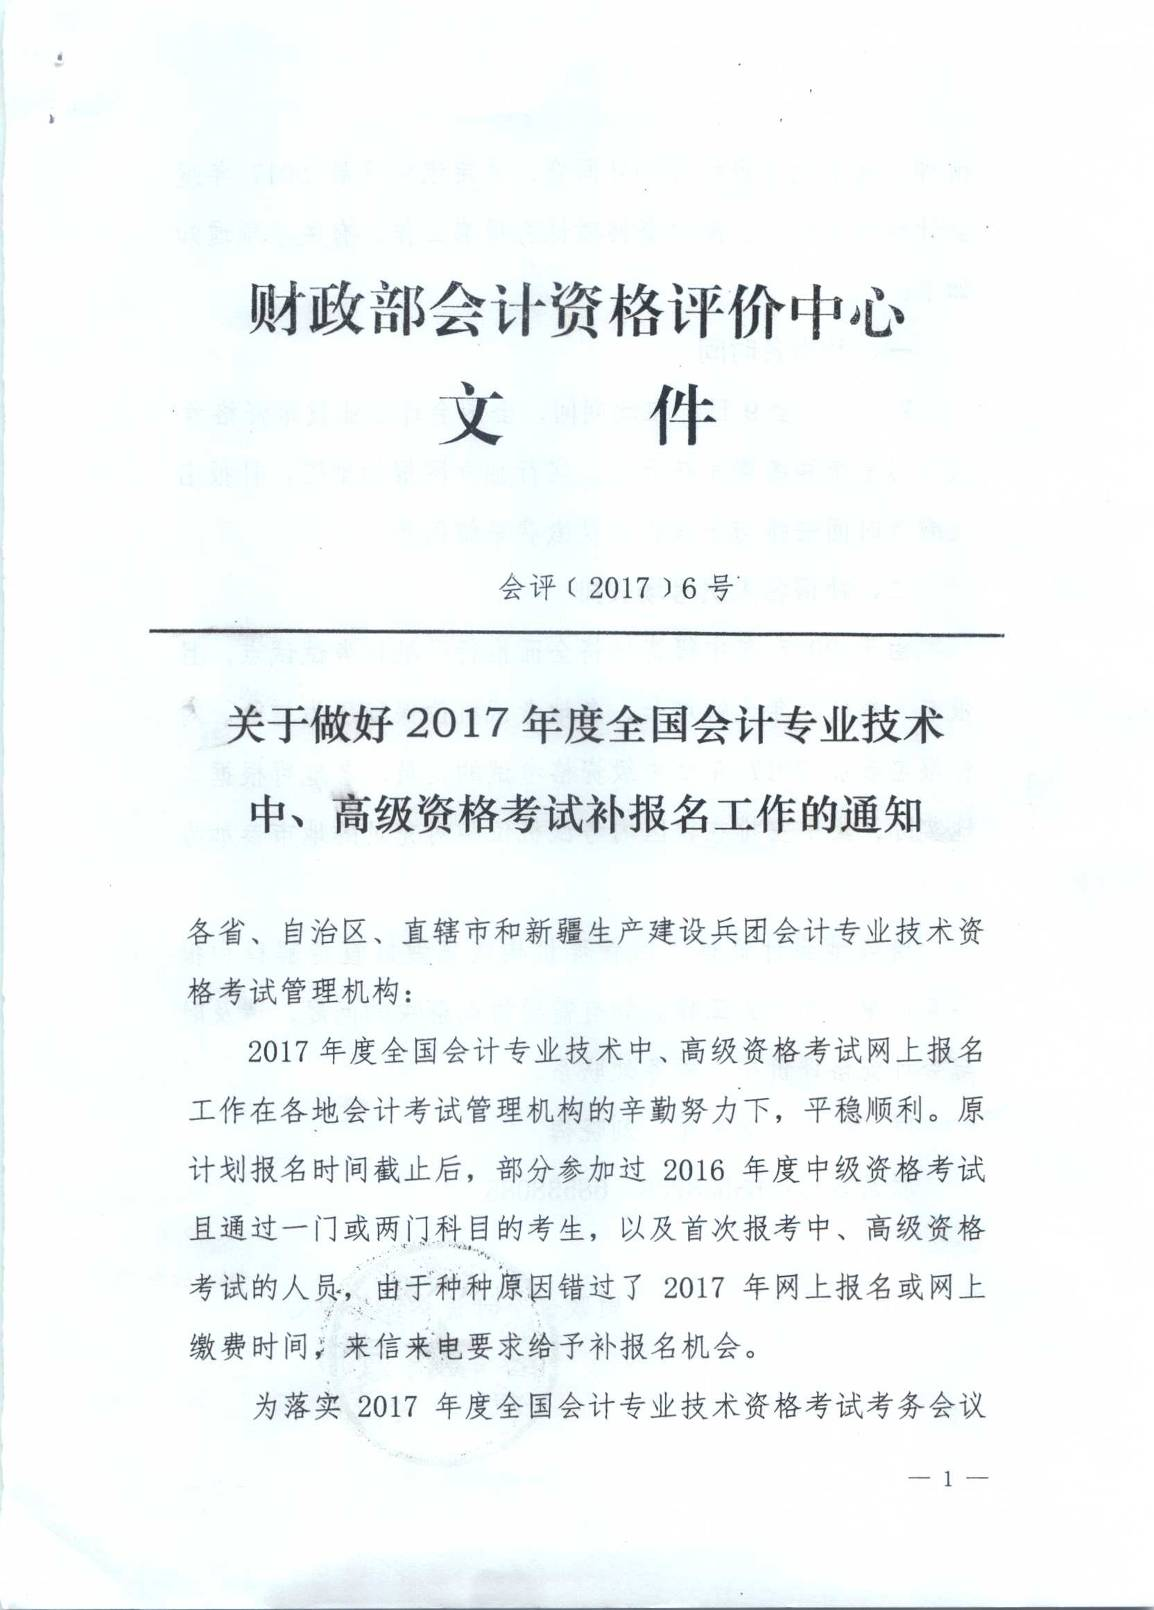 财政部会计资格评价中心
文 件
会评﹝2017﹞6号
关于做好2017年度全国会计专业技术
中、高级资格考试补报名工作的通知
各省、自治区、直辖市和新疆生产建设兵团会计专业技术资
格考试管理机构：
2017年度全国会计专业技术中、高级资格考试网上报名
工作在各地会计考试管理机构的辛勤努力下，平稳顺利。原
计划报名时间截止后，部分参加过 2016 年度中级资格考试
且通过一门或两门科目的考生，以及首次报考中、高级资格
考试的人员，由于种种原因错过了 2017 年网上报名或网上
缴费时间，来信来电要求给予补报名机会。
为落实 2017 年度全国会计专业技术资格考试考务会议
— 1 —